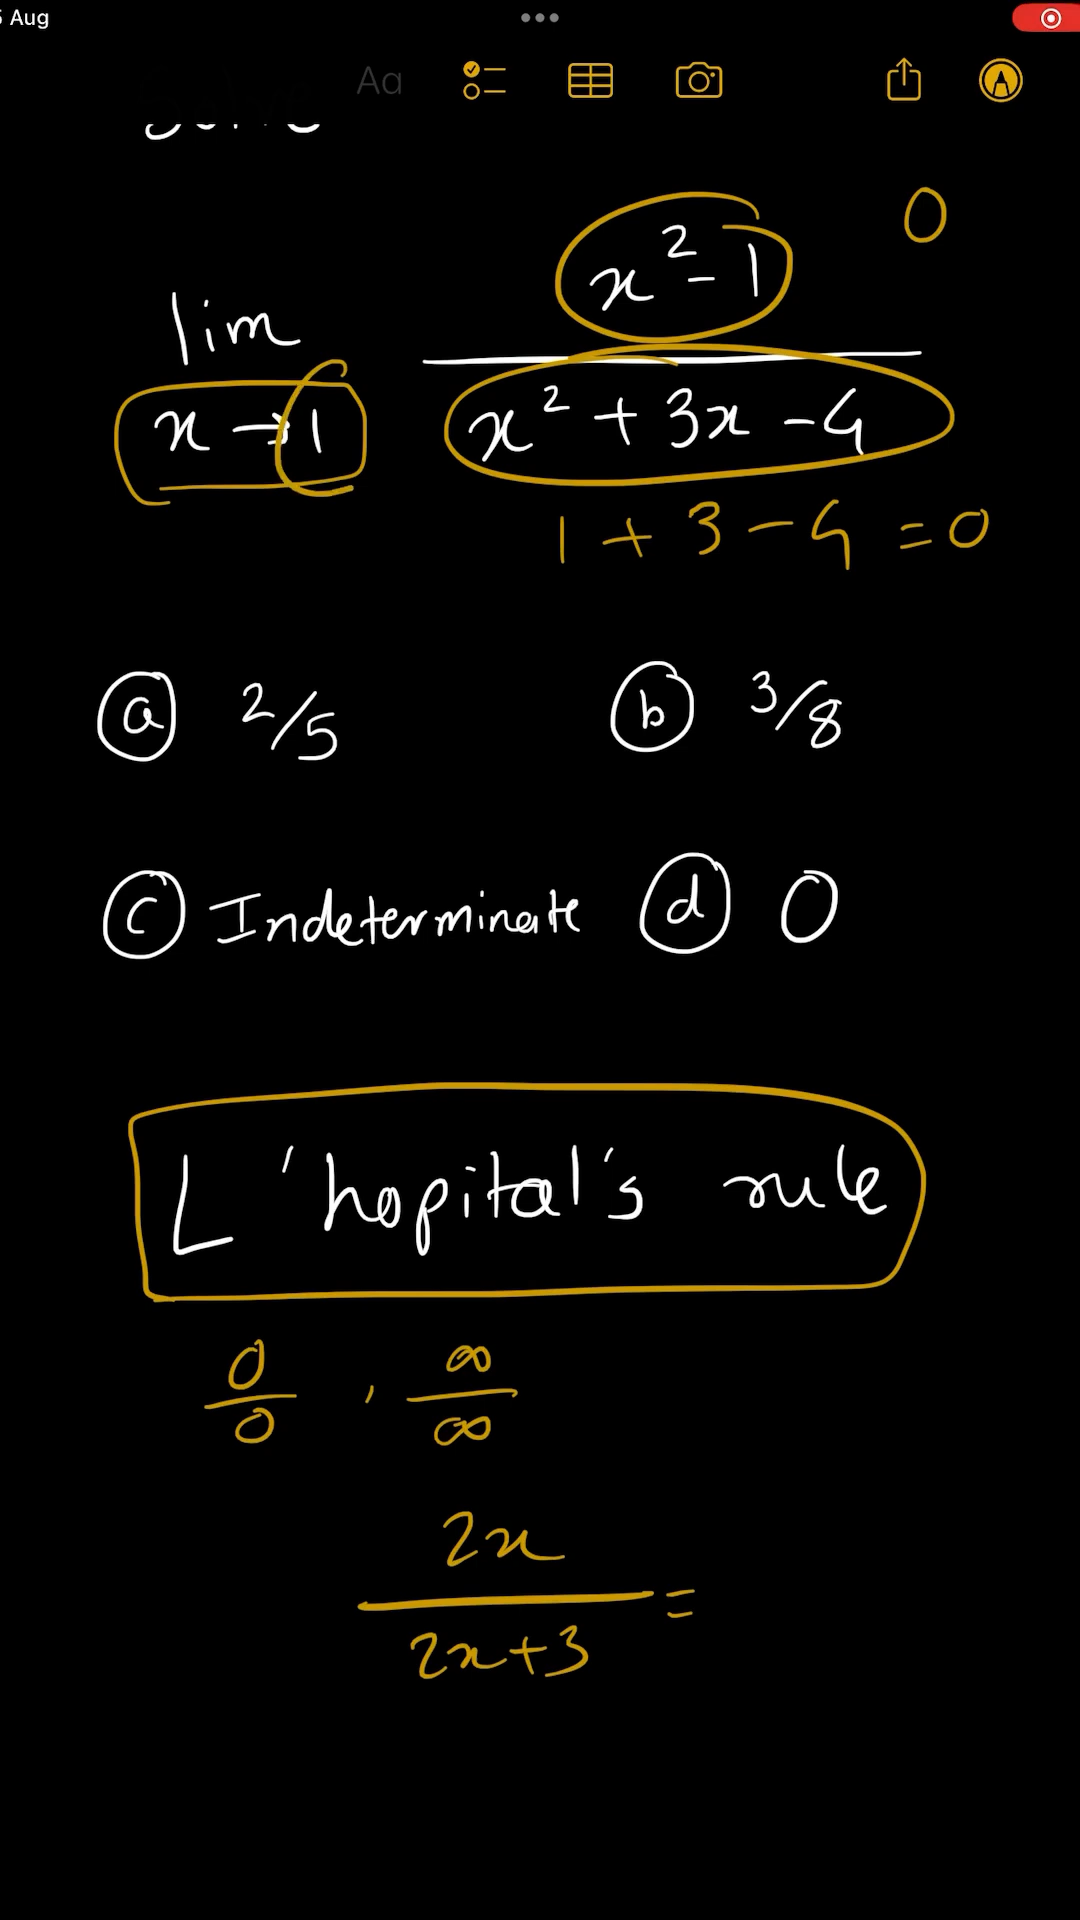 5 Aug
Aa
lim x→1 x² - 1 / x² + 3x - 4
0
1 + 3 - 4 = 0
a 2/5 b 3/8
c Indeterminate d 0
L'hopital's rule
0/0 , ∞/∞
2x / 2x+3 =